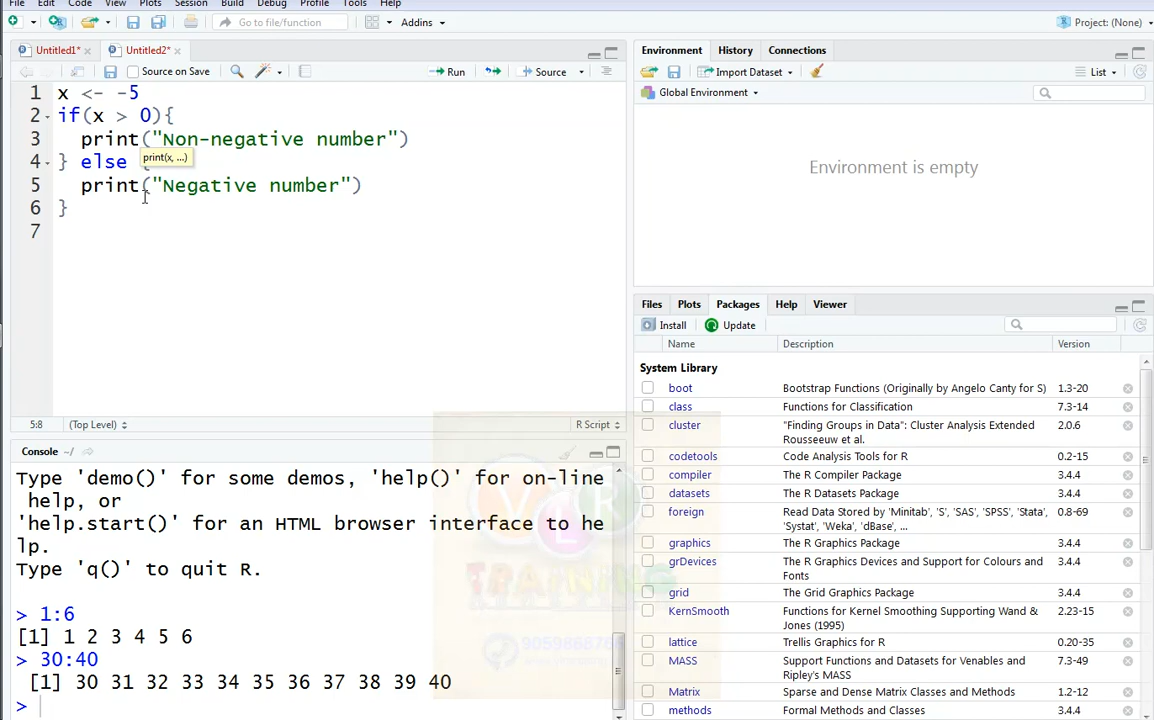 File Edit Code View Plots Session Build Debug Profile Tools Help
Go to file/function Addins Project: (None)
Untitled1* Untitled2*
Source on Save Run Source
1 x <- -5
2 if(x > 0){
3 print("Non-negative number")
4 } else {
print(x, ...)
5 print("Negative number")
6 }
7
5:8 (Top Level) R Script
Console ~/
Type 'demo()' for some demos, 'help()' for on-line
help, or
'help.start()' for an HTML browser interface to he
lp.
Type 'q()' to quit R.
> 1:6
[1] 1 2 3 4 5 6
> 30:40
[1] 30 31 32 33 34 35 36 37 38 39 40
>
Environment History Connections
Import Dataset List
Global Environment
Environment is empty
Files Plots Packages Help Viewer
Install Update
Name Description Version
System Library
boot Bootstrap Functions (Originally by Angelo Canty for S) 1.3-20
class Functions for Classification 7.3-14
cluster "Finding Groups in Data": Cluster Analysis Extended 2.0.6
Rousseeuw et al.
codetools Code Analysis Tools for R 0.2-15
compiler The R Compiler Package 3.4.4
datasets The R Datasets Package 3.4.4
foreign Read Data Stored by 'Minitab', 'S', 'SAS', 'SPSS', 'Stata', 0.8-69
'Systat', 'Weka', 'dBase', ...
graphics The R Graphics Package 3.4.4
grDevices The R Graphics Devices and Support for Colours and 3.4.4
Fonts
grid The Grid Graphics Package 3.4.4
KernSmooth Functions for Kernel Smoothing Supporting Wand & 2.23-15
Jones (1995)
lattice Trellis Graphics for R 0.20-35
MASS Support Functions and Datasets for Venables and 7.3-49
Ripley's MASS
Matrix Sparse and Dense Matrix Classes and Methods 1.2-12
methods Formal Methods and Classes 3.4.4
VLR
TRAINING